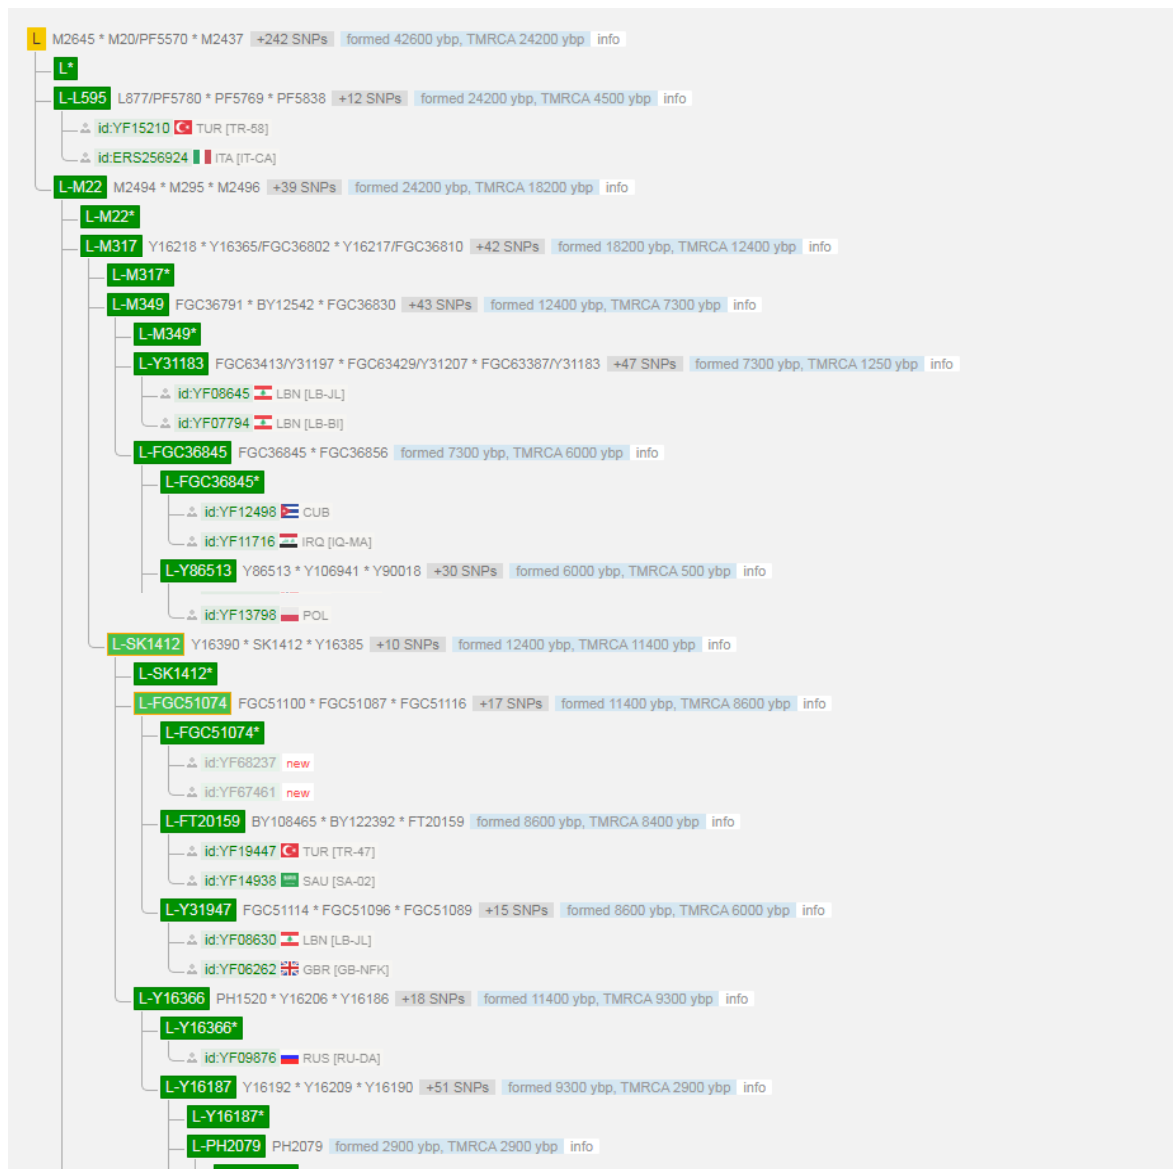 L M2645 * M20/PF5570 * M2437 +242 SNPs formed 42600 ybp, TMRCA 24200 ybp info
L*
L-L595 L877/PF5780 * PF5769 * PF5838 +12 SNPs formed 24200 ybp, TMRCA 4500 ybp info
id:YF15210 TUR [TR-58]
id:ERS256924 ITA [IT-CA]
L-M22 M2494 * M295 * M2496 +39 SNPs formed 24200 ybp, TMRCA 18200 ybp info
L-M22*
L-M317 Y16218 * Y16365/FGC36802 * Y16217/FGC36810 +42 SNPs formed 18200 ybp, TMRCA 12400 ybp info
L-M317*
L-M349 FGC36791 * BY12542 * FGC36830 +43 SNPs formed 12400 ybp, TMRCA 7300 ybp info
L-M349*
L-Y31183 FGC63413/Y31197 * FGC63429/Y31207 * FGC63387/Y31183 +47 SNPs formed 7300 ybp, TMRCA 1250 ybp info
id:YF08645 LBN [LB-JL]
id:YF07794 LBN [LB-BI]
L-FGC36845 FGC36845 * FGC36856 formed 7300 ybp, TMRCA 6000 ybp info
L-FGC36845*
id:YF12498 CUB
id:YF11716 IRQ [IQ-MA]
L-Y86513 Y86513 * Y106941 * Y90018 +30 SNPs formed 6000 ybp, TMRCA 500 ybp info
id:YF13798 POL
L-SK1412 Y16390 * SK1412 * Y16385 +10 SNPs formed 12400 ybp, TMRCA 11400 ybp info
L-SK1412*
L-FGC51074 FGC51100 * FGC51087 * FGC51116 +17 SNPs formed 11400 ybp, TMRCA 8600 ybp info
L-FGC51074*
id:YF68237 new
id:YF67461 new
L-FT20159 BY108465 * BY122392 * FT20159 formed 8600 ybp, TMRCA 8400 ybp info
id:YF19447 TUR [TR-47]
id:YF14938 SAU [SA-02]
L-Y31947 FGC51114 * FGC51096 * FGC51089 +15 SNPs formed 8600 ybp, TMRCA 6000 ybp info
id:YF08630 LBN [LB-JL]
id:YF06262 GBR [GB-NFK]
L-Y16366 PH1520 * Y16206 * Y16186 +18 SNPs formed 11400 ybp, TMRCA 9300 ybp info
L-Y16366*
id:YF09876 RUS [RU-DA]
L-Y16187 Y16192 * Y16209 * Y16190 +51 SNPs formed 9300 ybp, TMRCA 2900 ybp info
L-Y16187*
L-PH2079 PH2079 formed 2900 ybp, TMRCA 2900 ybp info